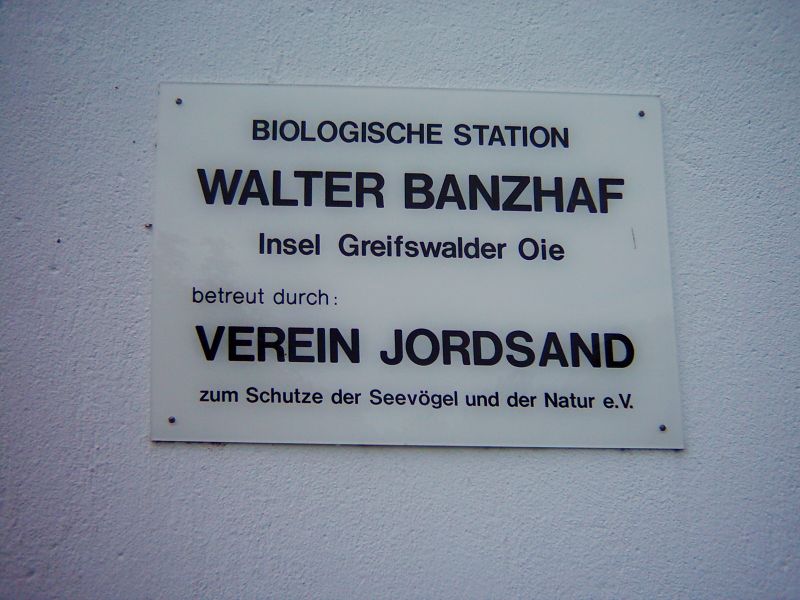 BIOLOGISCHE STATION
WALTER BANZHAF
Insel Greifswalder Oie
betreut durch:
VEREIN JORDSAND
zum Schutze der Seevögel und der Natur e.V.